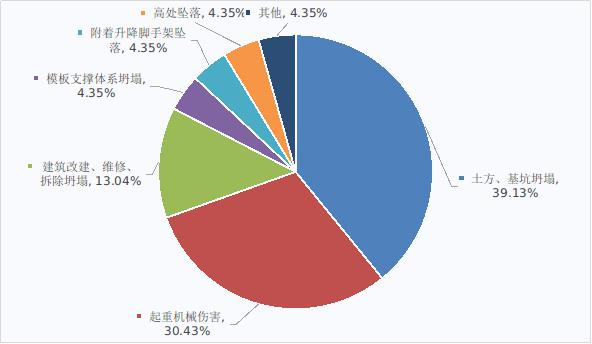 高处坠落, 4.35%
其他, 4.35%
附着升降脚手架坠
落, 4.35%
模板支撑体系坍塌,
4.35%
建筑改建、维修、
拆除坍塌, 13.04%
土方、基坑坍塌,
39.13%
起重机械伤害,
30.43%